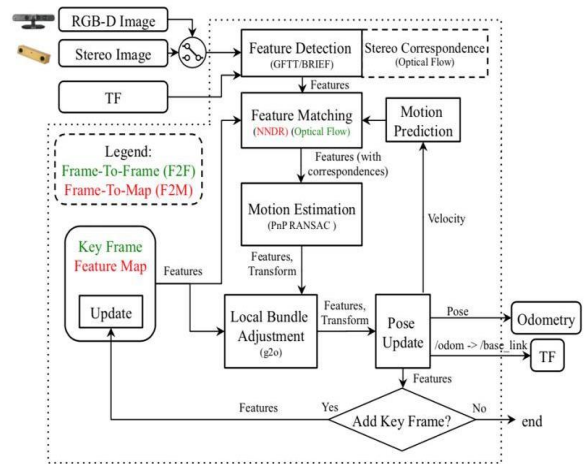 RGB-D Image
Stereo Image
TF
Feature Detection
(GFTT/BRIEF)
Stereo Correspondence
(Optical Flow)
Features
Feature Matching
(NNDR) (Optical Flow)
Motion
Prediction
Legend:
Frame-To-Frame (F2F)
Frame-To-Map (F2M)
Features (with
correspondences)
Motion Estimation
(PnP RANSAC )
Velocity
Key Frame
Feature Map
Update
Features
Features,
Transform
Local Bundle
Adjustment
(g2o)
Features,
Transform
Pose
Update
Pose
Odometry
/odom -> /base_link
TF
Features
Features
Yes
Add Key Frame?
No
end